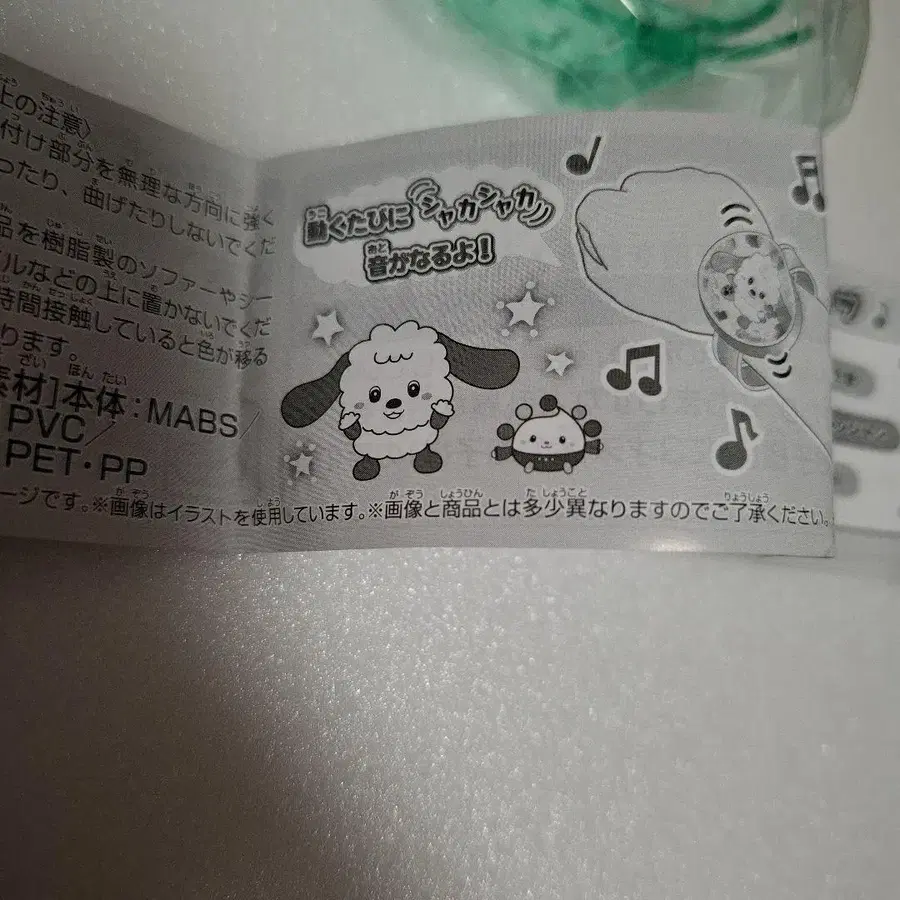 上の注意〉
付け部分を無理な方向に強く
ったり、曲げたりしないでくだ
品を樹脂製のソファーやシー
ルなどの上に置かないでくだ
時間接触していると色が移る
ります。
素材]本体：MABS／
PVC／
PET・PP
動くたびにシャカシャカ
音がなるよ！
ージです。※画像はイラストを使用しています。※画像と商品とは多少異なりますのでご了承ください。